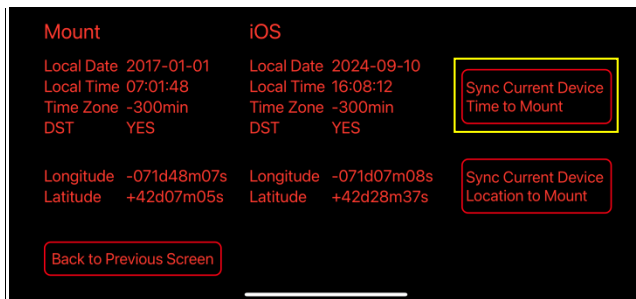 Mount iOS
Local Date 2017-01-01 Local Date 2024-09-10
Local Time 07:01:48 Local Time 16:08:12
Time Zone -300min Time Zone -300min
DST YES DST YES
Sync Current Device
Time to Mount
Longitude -071d48m07s Longitude -071d07m08s
Latitude +42d07m05s Latitude +42d28m37s
Sync Current Device
Location to Mount
Back to Previous Screen